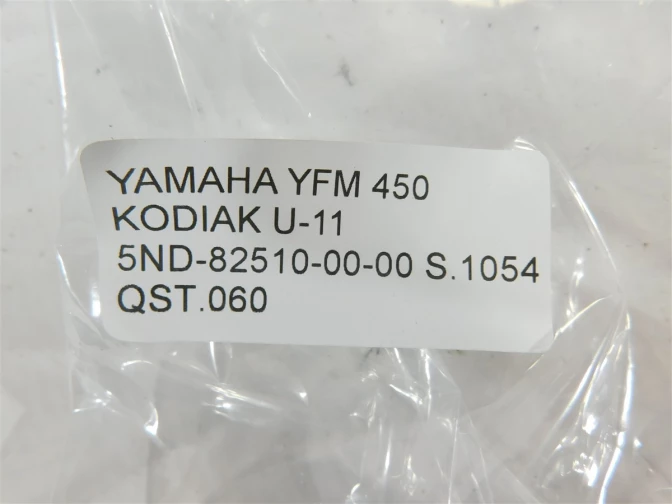 YAMAHA YFM 450
KODIAK U-11
5ND-82510-00-00 S.1054
QST.060